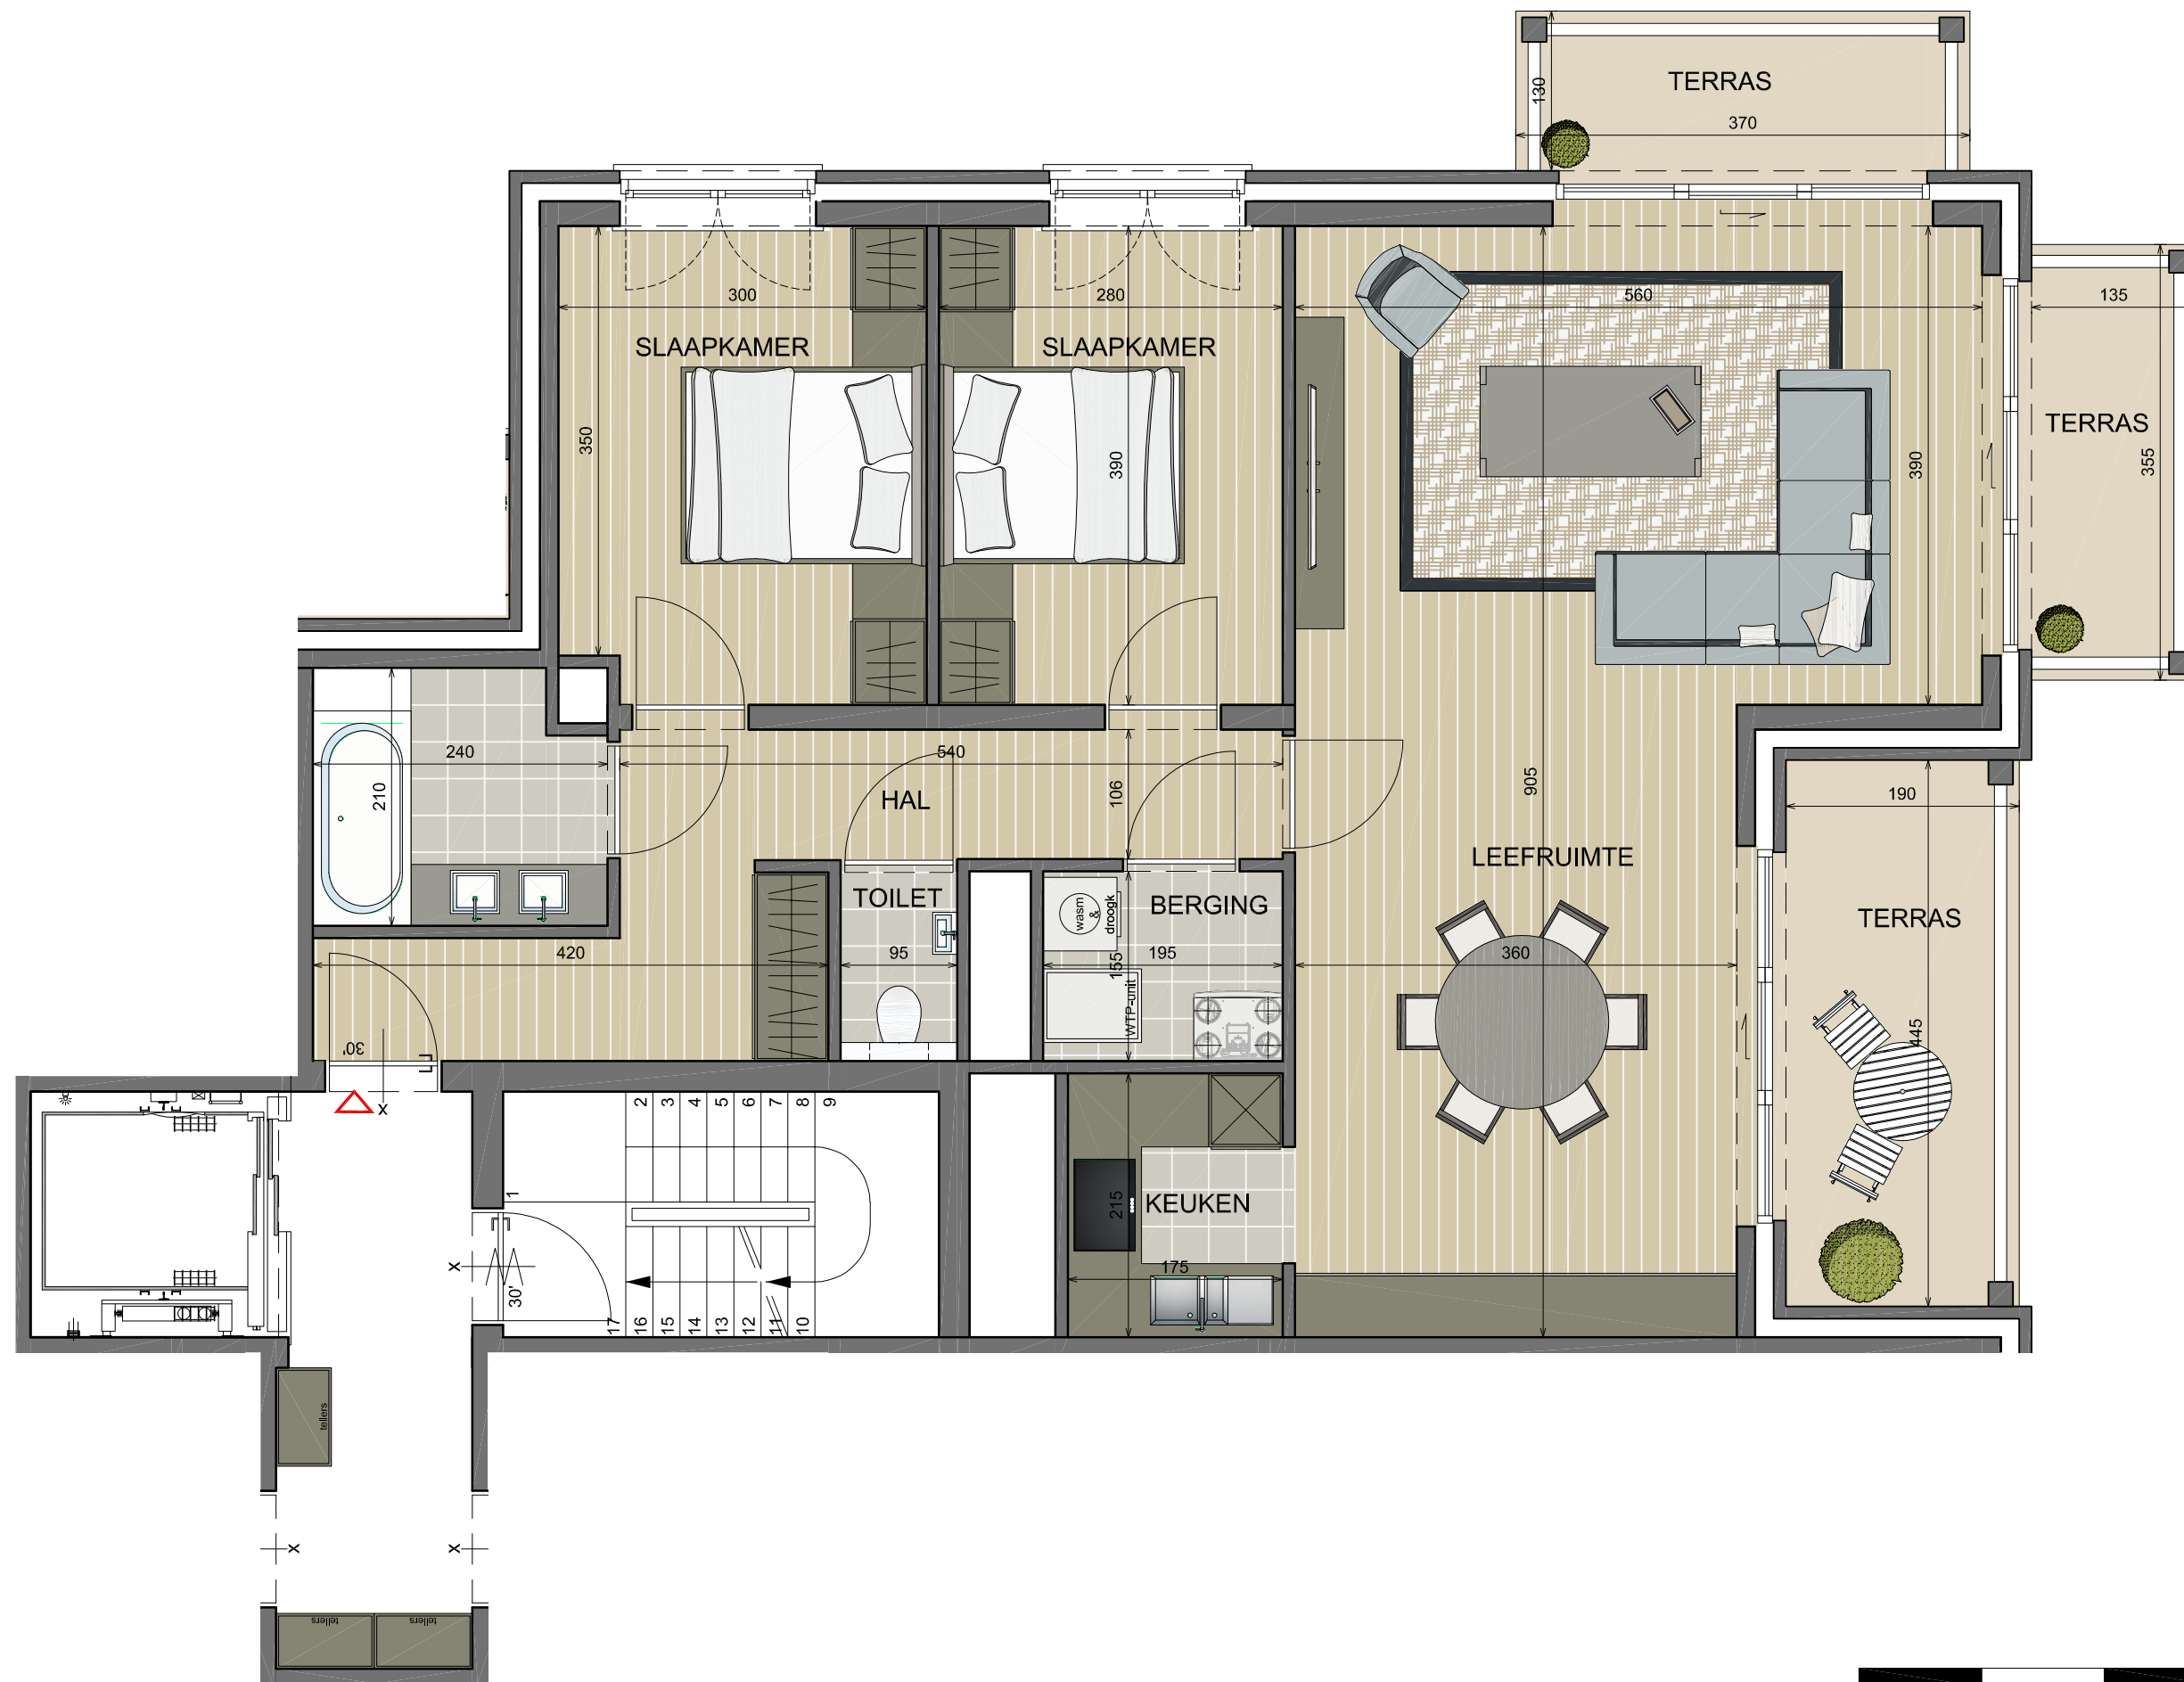 TERRAS
130
370
300
280
560
135
SLAAPKAMER
SLAAPKAMER
350
390
390
TERRAS
355
240
540
210
HAL
106
905
190
LEEFRUIMTE
TOILET
wasm
&
droogk
BERGING
TERRAS
420
95
155
195
360
WTP-unit
445
30'
x
2
3
4
5
6
7
8
9
1
215
KEUKEN
x
175
30'
17
16
15
14
13
12
11
10
tellers
x
x
tellers
tellers